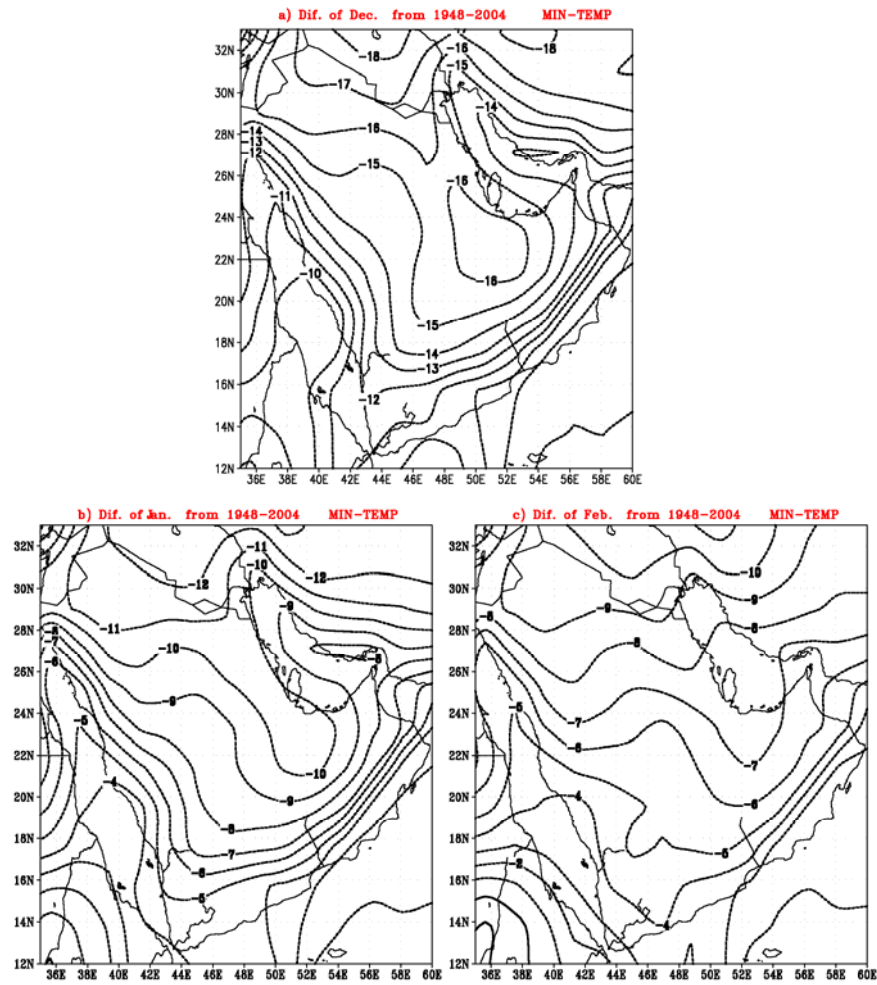 a) Dif. of Dec. from 1948-2004 MIN-TEMP
32N
30N
28N
26N
24N
22N
20N
18N
16N
14N
12N
-18
-16
-18
-15
-17
-14
-16
-14
-13
-12
-15
-16
-11
-10
-16
-15
-14
-13
-12
36E 38E 40E 42E 44E 46E 48E 50E 52E 54E 56E 58E 60E
b) Dif. of Jan. from 1948-2004 MIN-TEMP
32N
30N
28N
26N
24N
22N
20N
18N
16N
14N
12N
-11
-10
-12
-12
-9
-11
-8
-7
-10
-8
-6
-9
-5
-10
-4
-9
-8
-7
-6
-5
36E 38E 40E 42E 44E 46E 48E 50E 52E 54E 56E 58E 60E
c) Dif. of Feb. from 1948-2004 MIN-TEMP
32N
30N
28N
26N
24N
22N
20N
18N
16N
14N
12N
-10
-9
-9
-8
-8
-8
-5
-7
-6
-7
-4
-6
-5
-2
-4
36E 38E 40E 42E 44E 46E 48E 50E 52E 54E 56E 58E 60E